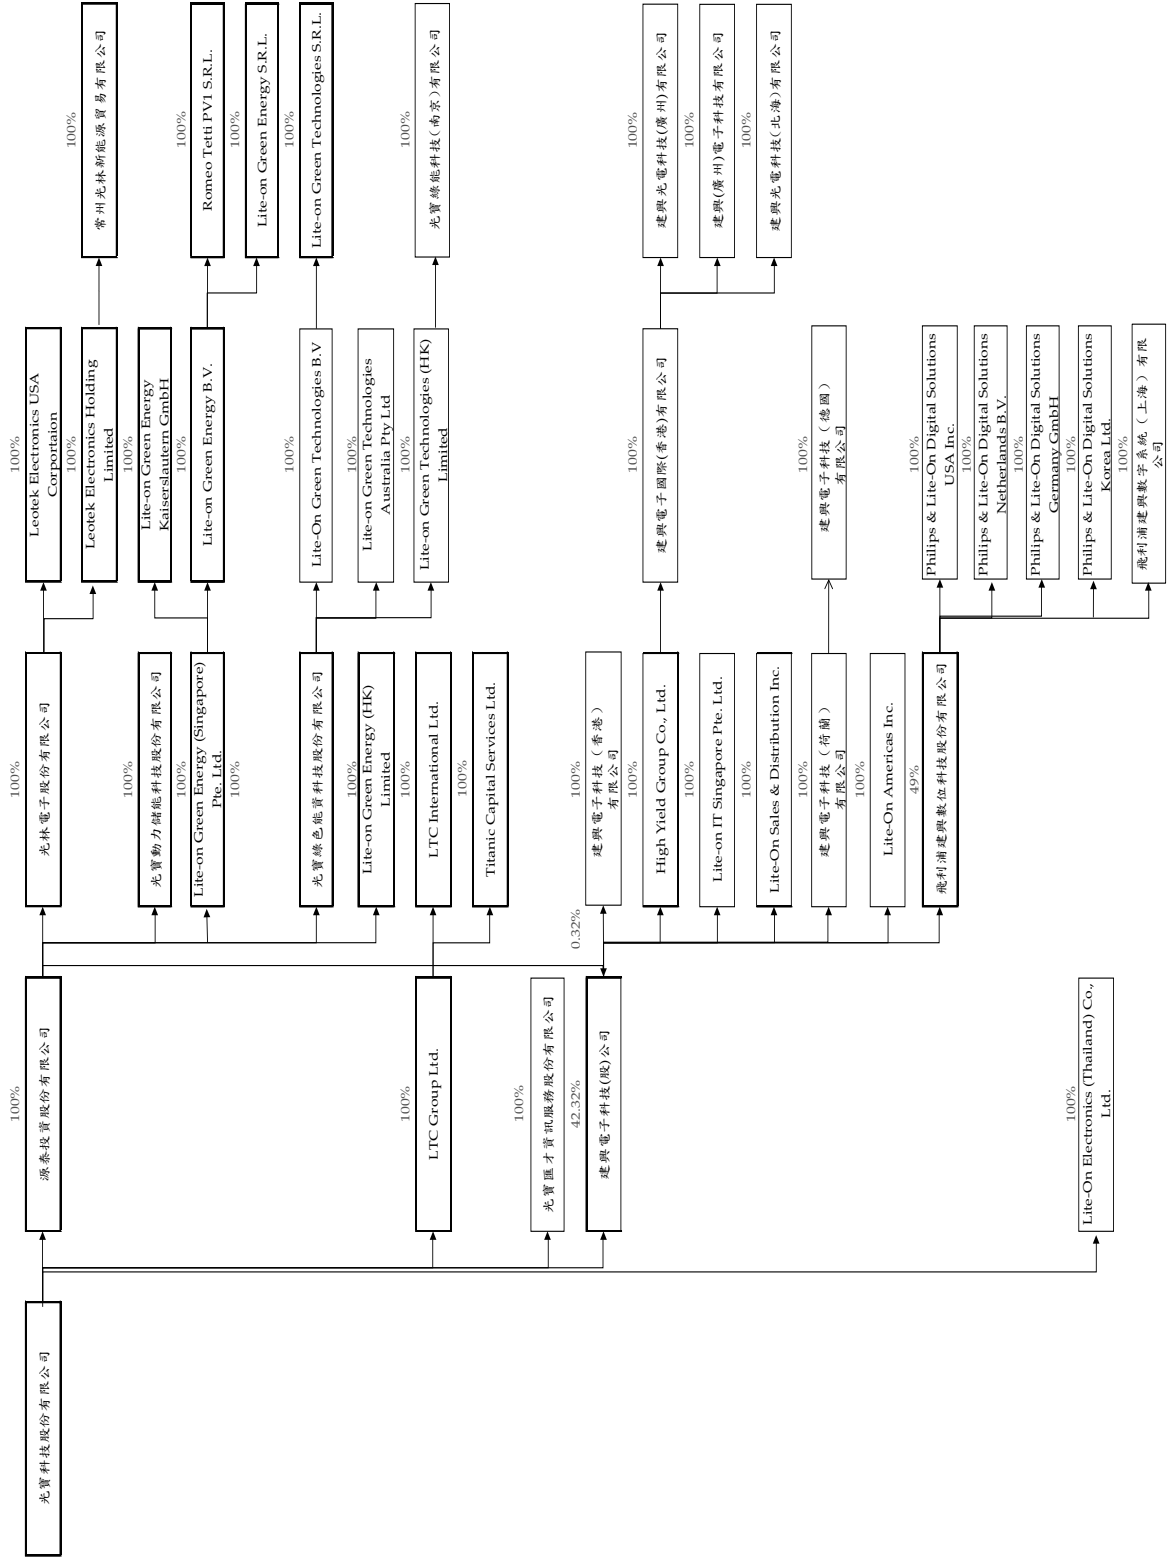 光寶科技股份有限公司
100%
源泰投資股份有限公司
100%
LTC Group Ltd.
100%
光寶匯才資訊服務股份有限公司
42.32%
建興電子科技(股)公司
100%
Lite-On Electronics (Thailand) Co.,
Ltd.
100%
光林電子股份有限公司
100%
光寶動力儲能科技股份有限公司
100%
Lite-on Green Energy (Singapore)
Pte. Ltd.
100%
光寶綠色能資科技股份有限公司
100%
Lite-on Green Energy (HK)
Limited
100%
LTC International Ltd.
100%
Titanic Capital Services Ltd.
0.32%
100%
建興電子科技（香港）
有限公司
100%
High Yield Group Co., Ltd.
100%
Lite-on IT Singapore Pte. Ltd.
100%
Lite-On Sales & Distribution Inc.
100%
建興電子科技（荷蘭）
有限公司
100%
Lite-On Americas Inc.
49%
飛利浦建興數位科技股份有限公司
100%
Leotek Electronics USA
Corportaion
100%
Leotek Electronics Holding
Limited
100%
Lite-on Green Energy
Kaiserslautern GmbH
100%
Lite-on Green Energy B.V.
100%
Lite-On Green Technologies B.V
100%
Lite-on Green Technologies
Australia Pty Ltd
100%
Lite-on Green Technologies (HK)
Limited
100%
建興電子國際(香港)有限公司
100%
建興電子科技（德國）
有限公司
100%
Philips & Lite-On Digital Solutions
USA Inc.
100%
Philips & Lite-On Digital Solutions
Netherlands B.V.
100%
Philips & Lite-On Digital Solutions
Germany GmbH
100%
Philips & Lite-On Digital Solutions
Korea Ltd.
100%
飛利浦建興數字系統（上海）有限
公司
100%
常州光林新能源貿易有限公司
100%
Romeo Tetti PV1 S.R.L.
100%
Lite-on Green Energy S.R.L.
100%
Lite-on Green Technologies S.R.L.
100%
光寶綠能科技(南京)有限公司
100%
建興光電科技(廣州)有限公司
100%
建興(廣州)電子科技有限公司
100%
建興光電科技(北海)有限公司